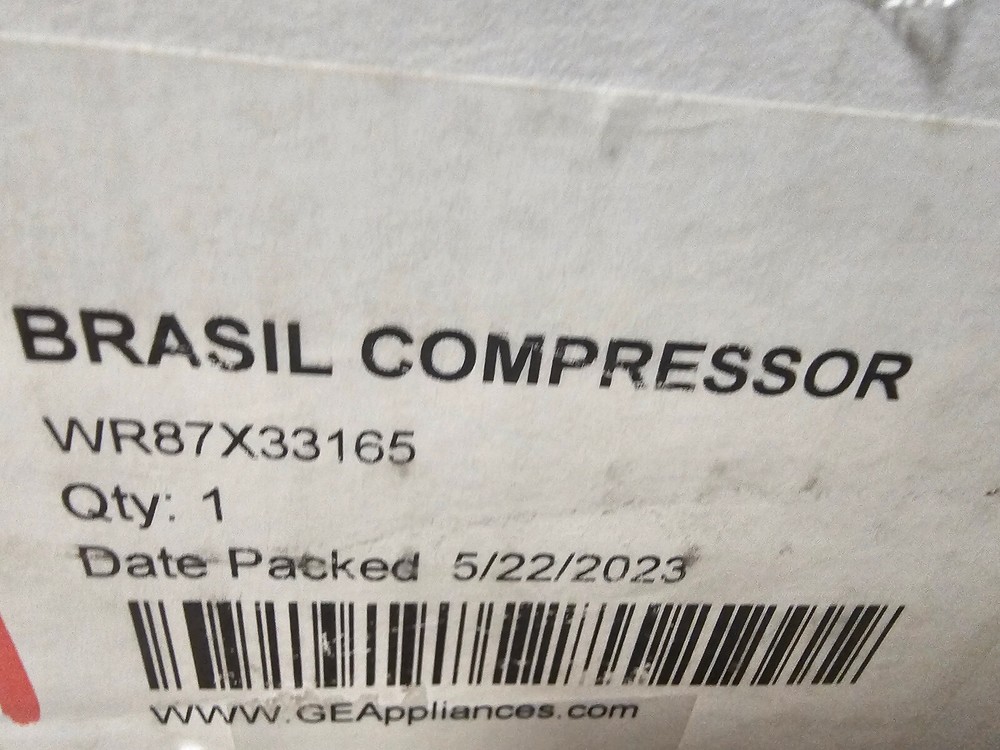 BRASIL COMPRESSOR
WR87X33165
Qty: 1
Date Packed 5/22/2023
WWW.GEAppliances.com